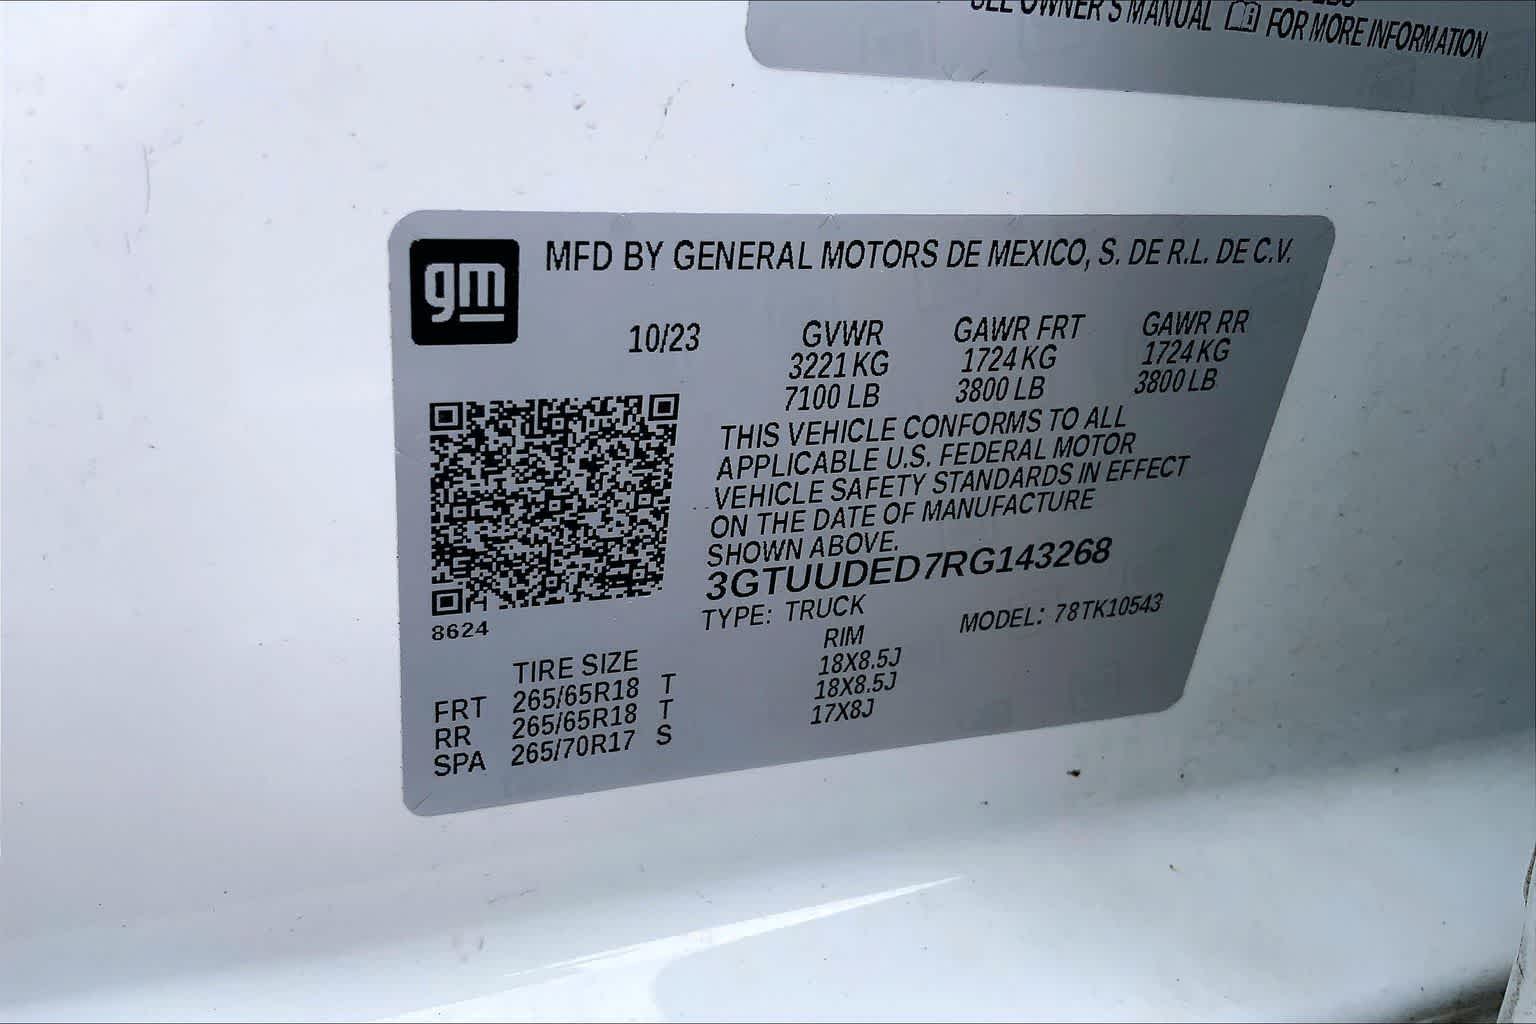 SEE OWNER'S MANUAL FOR MORE INFORMATION
gm
MFD BY GENERAL MOTORS DE MEXICO, S. DE R.L. DE C.V.
10/23 GVWR GAWR FRT GAWR RR
3221 KG 1724 KG 1724 KG
7100 LB 3800 LB 3800 LB
THIS VEHICLE CONFORMS TO ALL
APPLICABLE U.S. FEDERAL MOTOR
VEHICLE SAFETY STANDARDS IN EFFECT
ON THE DATE OF MANUFACTURE
SHOWN ABOVE.
3GTUUDED7RG143268
TYPE: TRUCK MODEL: 78TK10543
8624
TIRE SIZE RIM
FRT 265/65R18 T 18X8.5J
RR 265/65R18 T 18X8.5J
SPA 265/70R17 S 17X8J